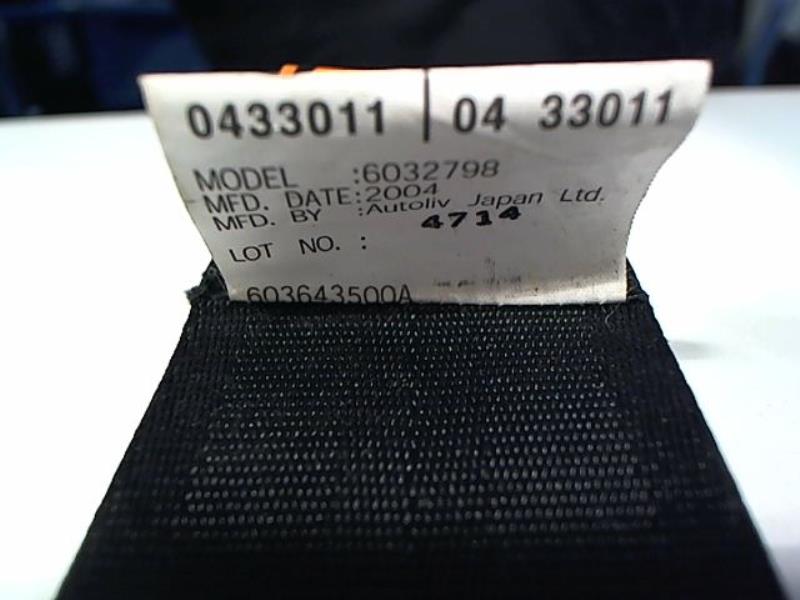 0433011 | 04 33011
MODEL :6032798
MFD. DATE:2004
MFD. BY :Autoliv Japan Ltd.
LOT NO. : 4714
603643500A